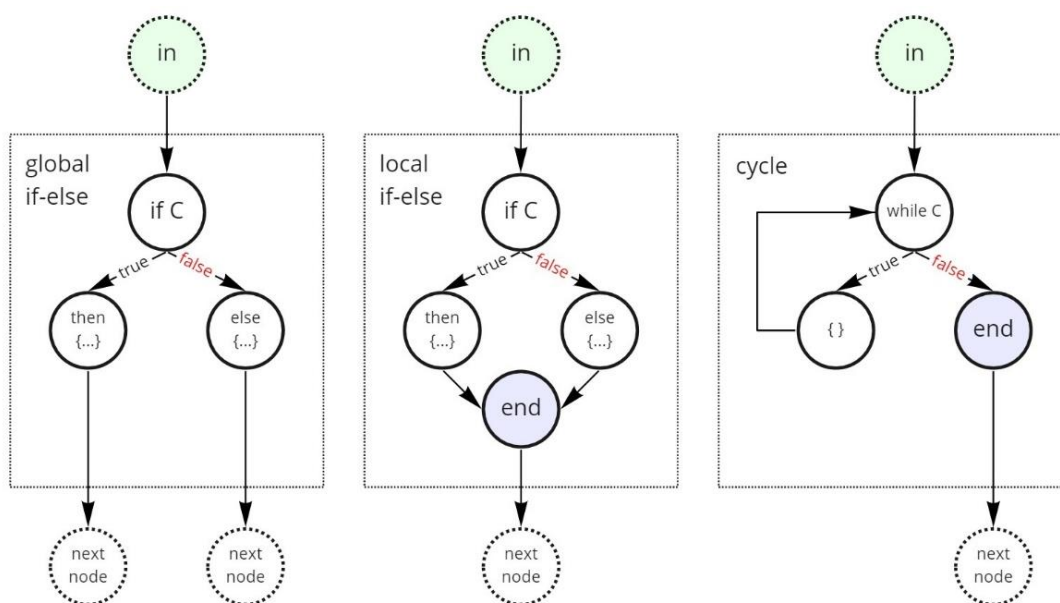 in
global
if-else
if C
true
false
then
{...}
else
{...}
next
node
next
node
in
local
if-else
if C
true
false
then
{...}
else
{...}
end
next
node
in
cycle
while C
true
false
{ }
end
next
node